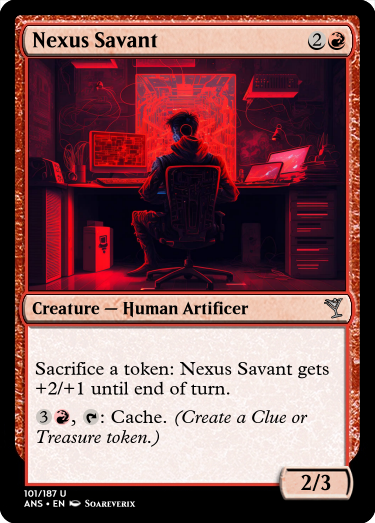 Nexus Savant 2
Creature — Human Artificer
Sacrifice a token: Nexus Savant gets
+2/+1 until end of turn.
3, : Cache. (Create a Clue or
Treasure token.)
2/3
101/187 U
ANS • EN Soareverix